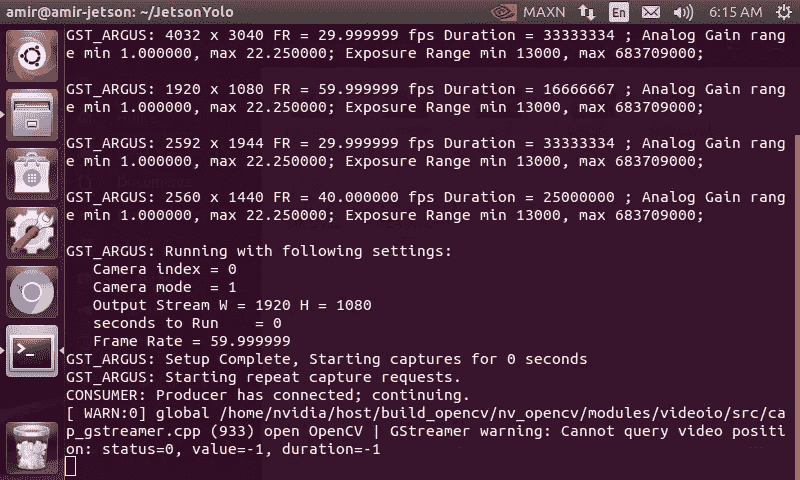 amir@amir-jetson: ~/JetsonYolo MAXN En 6:15 AM
GST_ARGUS: 4032 x 3040 FR = 29.999999 fps Duration = 33333334 ; Analog Gain rang
e min 1.000000, max 22.250000; Exposure Range min 13000, max 683709000;
GST_ARGUS: 1920 x 1080 FR = 59.999999 fps Duration = 16666667 ; Analog Gain rang
e min 1.000000, max 22.250000; Exposure Range min 13000, max 683709000;
GST_ARGUS: 2592 x 1944 FR = 29.999999 fps Duration = 33333334 ; Analog Gain rang
e min 1.000000, max 22.250000; Exposure Range min 13000, max 683709000;
GST_ARGUS: 2560 x 1440 FR = 40.000000 fps Duration = 25000000 ; Analog Gain rang
e min 1.000000, max 22.250000; Exposure Range min 13000, max 683709000;
GST_ARGUS: Running with following settings:
Camera index = 0
Camera mode = 1
Output Stream W = 1920 H = 1080
seconds to Run = 0
Frame Rate = 59.999999
GST_ARGUS: Setup Complete, Starting captures for 0 seconds
GST_ARGUS: Starting repeat capture requests.
CONSUMER: Producer has connected; continuing.
[ WARN:0] global /home/nvidia/host/build_opencv/nv_opencv/modules/videoio/src/ca
p_gstreamer.cpp (933) open OpenCV | GStreamer warning: Cannot query video positi
on: status=0, value=-1, duration=-1